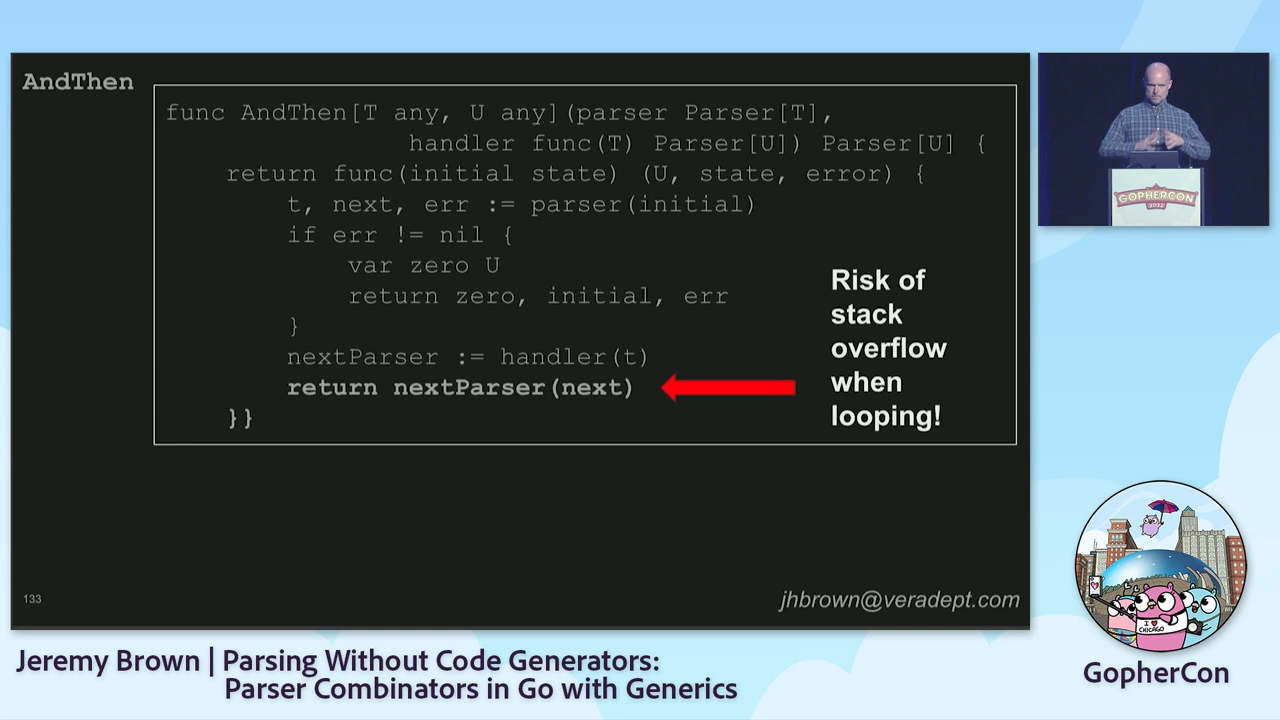 AndThen
func AndThen[T any, U any](parser Parser[T],
handler func(T) Parser[U]) Parser[U] {
return func(initial state) (U, state, error) {
t, next, err := parser(initial)
if err != nil {
var zero U
return zero, initial, err
}
nextParser := handler(t)
return nextParser(next)
}}
Risk of
stack
overflow
when
looping!
133
jhbrown@veradept.com
GOPHERCON
2022
I ♥
CHICAGO
GopherCon
Jeremy Brown | Parsing Without Code Generators:
Parser Combinators in Go with Generics